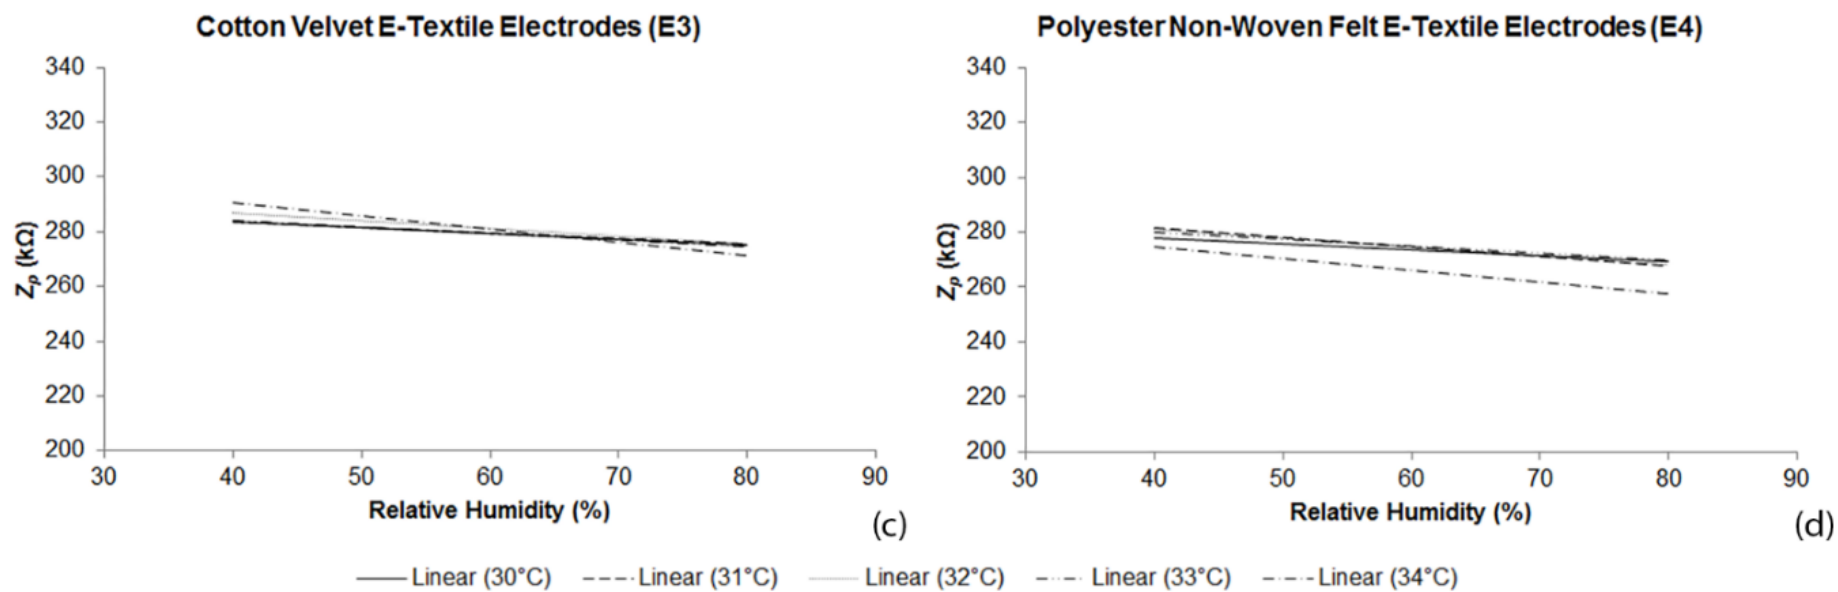 Cotton Velvet E-Textile Electrodes (E3)
340
320
300
280
260
240
220
200
Zp (kΩ)
30 40 50 60 70 80 90
Relative Humidity (%)
(c)
Polyester Non-Woven Felt E-Textile Electrodes (E4)
340
320
300
280
260
240
220
200
Zp (kΩ)
30 40 50 60 70 80 90
Relative Humidity (%)
(d)
Linear (30°C) Linear (31°C) Linear (32°C) Linear (33°C) Linear (34°C)